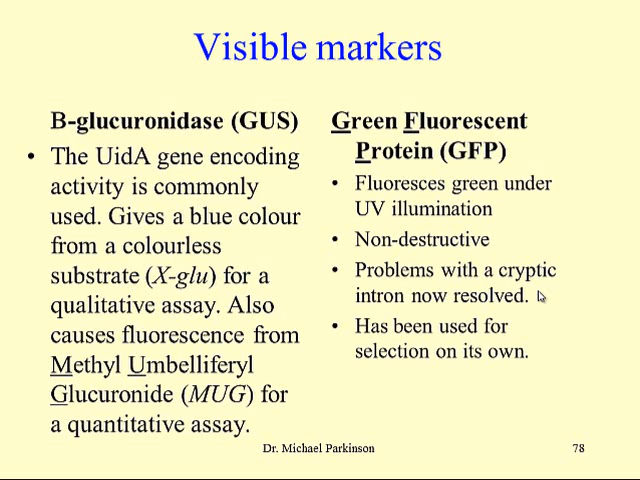 Visible markers
B-glucuronidase (GUS)
• The UidA gene encoding
activity is commonly
used. Gives a blue colour
from a colourless
substrate (X-glu) for a
qualitative assay. Also
causes fluorescence from
Methyl Umbelliferyl
Glucuronide (MUG) for
a quantitative assay.
Green Fluorescent
Protein (GFP)
• Fluoresces green under
UV illumination
• Non-destructive
• Problems with a cryptic
intron now resolved.
• Has been used for
selection on its own.
Dr. Michael Parkinson
78